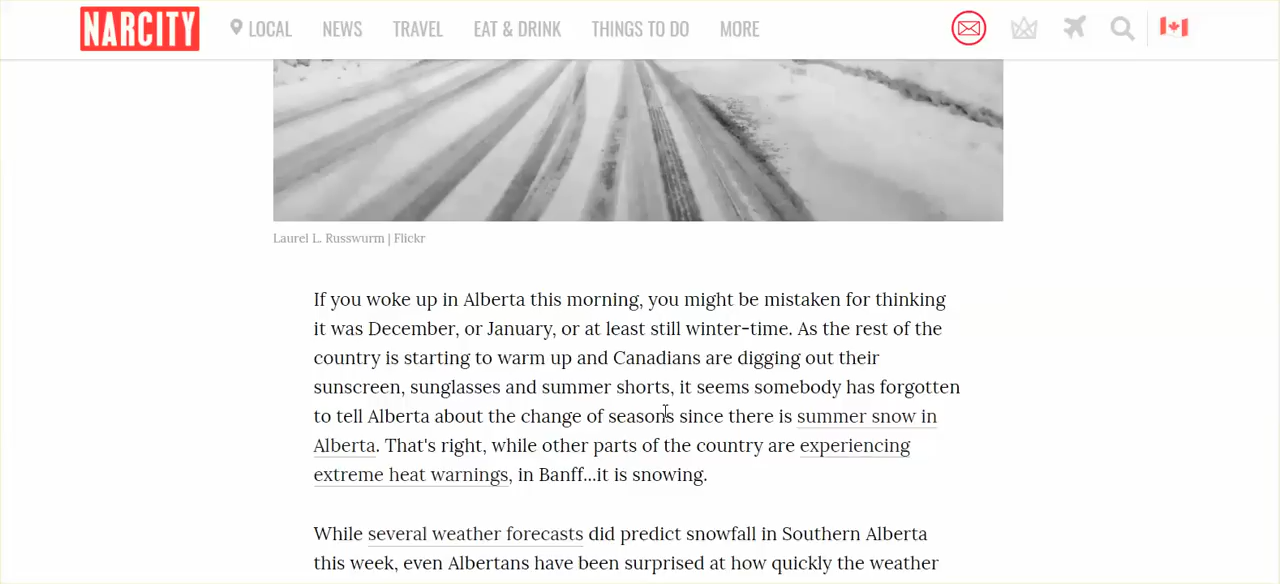 NARCITY LOCAL NEWS TRAVEL EAT & DRINK THINGS TO DO MORE
Laurel L. Russwurm | Flickr
If you woke up in Alberta this morning, you might be mistaken for thinking
it was December, or January, or at least still winter-time. As the rest of the
country is starting to warm up and Canadians are digging out their
sunscreen, sunglasses and summer shorts, it seems somebody has forgotten
to tell Alberta about the change of seasons since there is summer snow in
Alberta. That's right, while other parts of the country are experiencing
extreme heat warnings, in Banff...it is snowing.
While several weather forecasts did predict snowfall in Southern Alberta
this week, even Albertans have been surprised at how quickly the weather